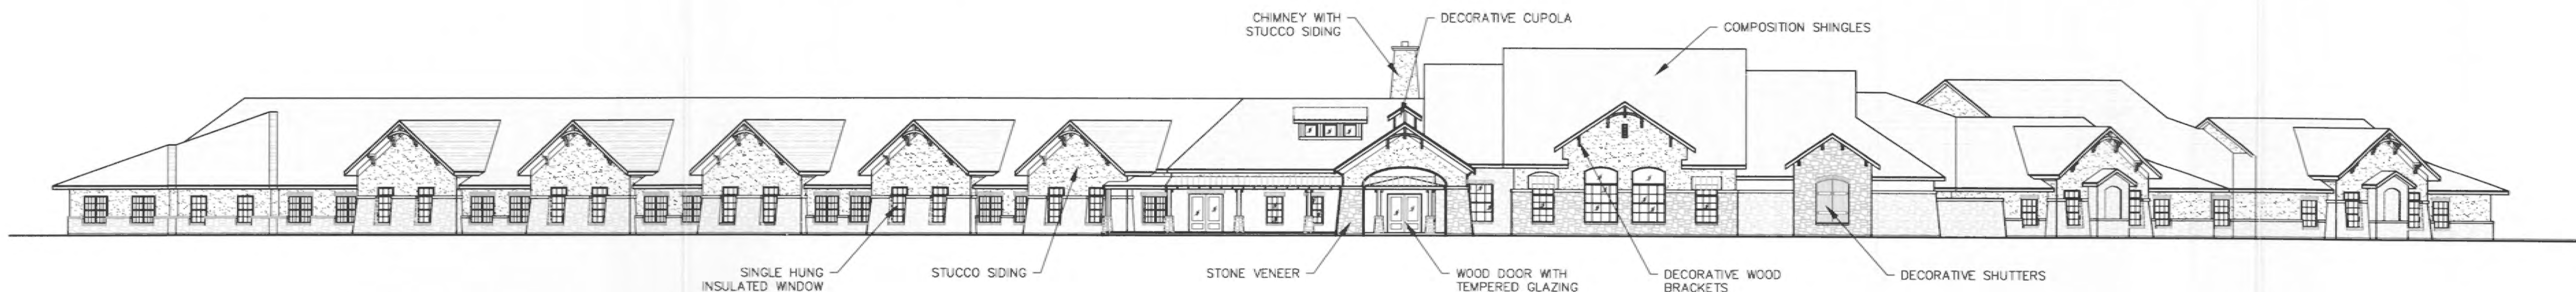 CHIMNEY WITH
STUCCO SIDING
DECORATIVE CUPOLA
COMPOSITION SHINGLES
SINGLE HUNG
INSULATED WINDOW
STUCCO SIDING
STONE VENEER
WOOD DOOR WITH
TEMPERED GLAZING
DECORATIVE WOOD
BRACKETS
DECORATIVE SHUTTERS